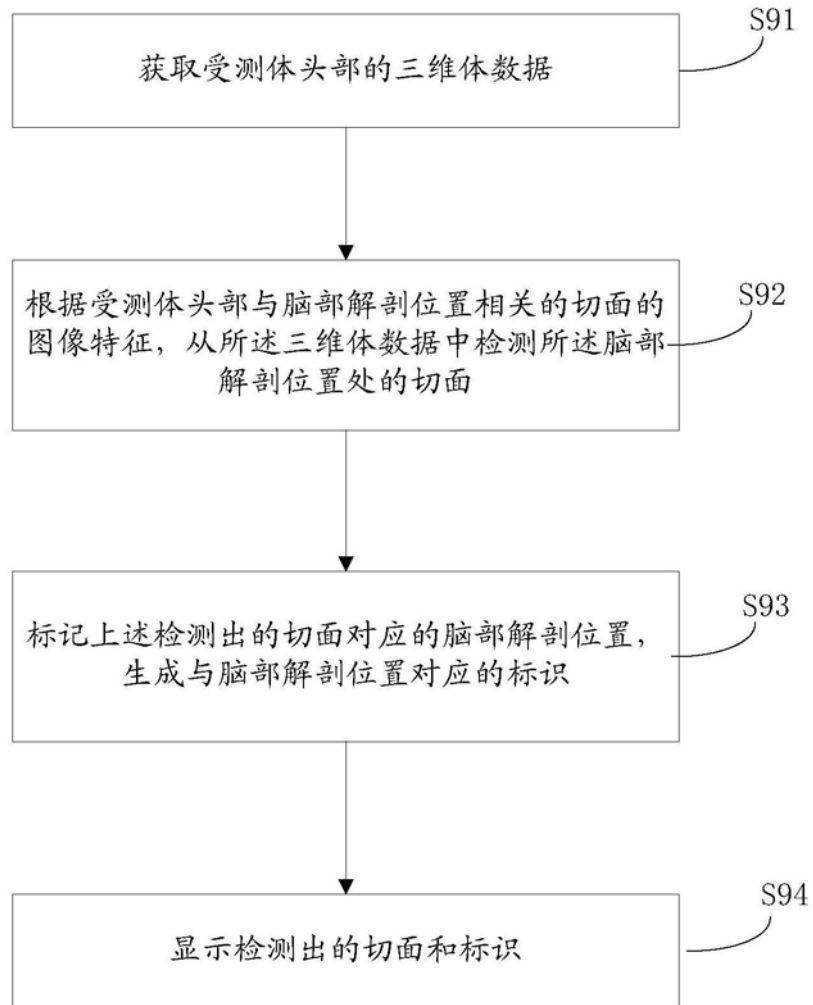 S91
获取受测体头部的三维体数据
S92
根据受测体头部与脑部解剖位置相关的切面的
图像特征，从所述三维体数据中检测所述脑部
解剖位置处的切面
S93
标记上述检测出的切面对应的脑部解剖位置，
生成与脑部解剖位置对应的标识
S94
显示检测出的切面和标识